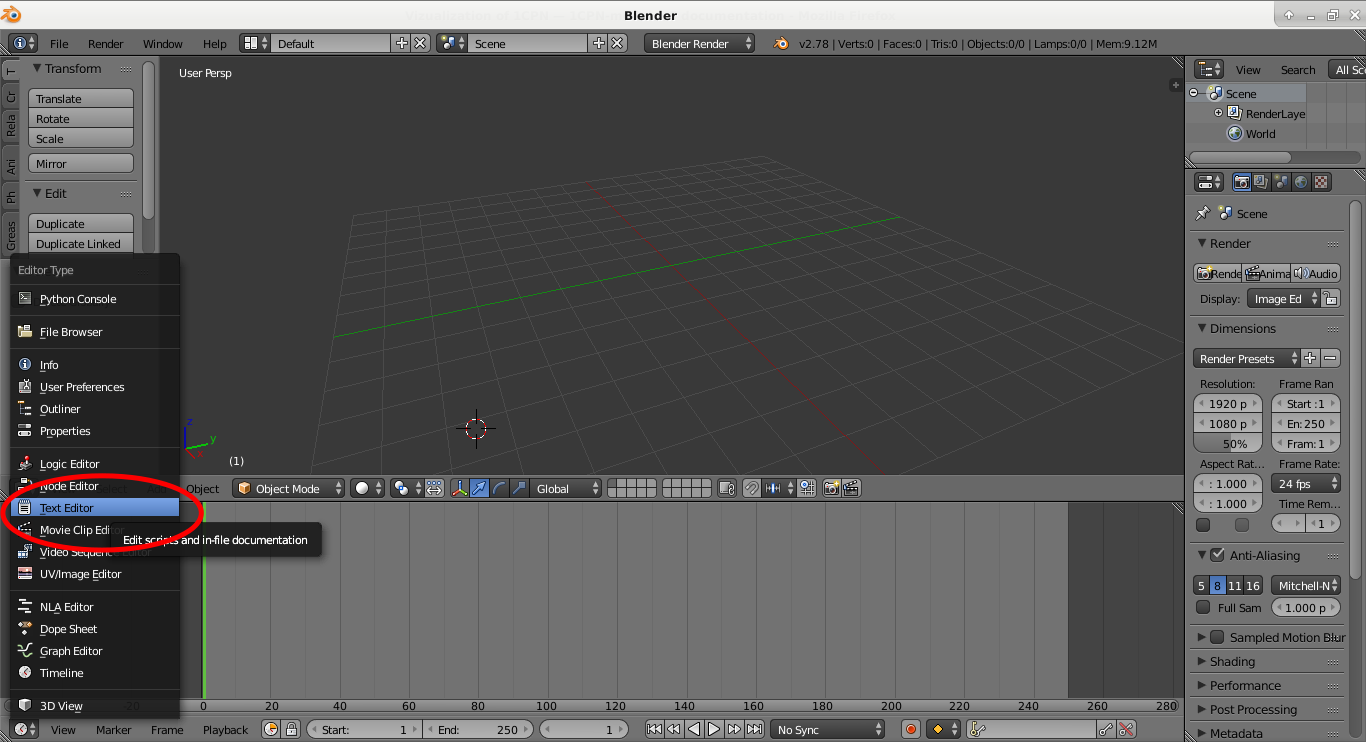 Blender
File Render Window Help Default Scene Blender Render v2.78 | Verts:0 | Faces:0 | Tris:0 | Objects:0/0 | Lamps:0/0 | Mem:9.12M
T
Cr
Rela
Ani
Ph
Greas
Transform
Translate
Rotate
Scale
Mirror
Edit
Duplicate
Duplicate Linked
User Persp
z
y
x
(1)
Editor Type
Python Console
File Browser
Info
User Preferences
Outliner
Properties
Logic Editor
Node Editor
Text Editor
Movie Clip Editor
Edit scripts and in-file documentation
Video Sequence Editor
UV/Image Editor
NLA Editor
Dope Sheet
Graph Editor
Timeline
3D View
Object Object Mode Global
-20 0 20 40 60 80 100 120 140 160 180 200 220 240 260 280
View Marker Frame Playback Start: 1 End: 250 1 No Sync
View Search All Sc
Scene
RenderLaye
World
Scene
Render
Rende Anima Audio
Display: Image Ed
Dimensions
Render Presets
Resolution: Frame Ran
1920 p Start :1
1080 p En: 250
50% Fram: 1
Aspect Rat... Frame Rate:
: 1.000 24 fps
: 1.000 Time Rem...
1
Anti-Aliasing
5 8 11 16 Mitchell-N
Full Sam 1.000 p
Sampled Motion Blur
Shading
Performance
Post Processing
Metadata